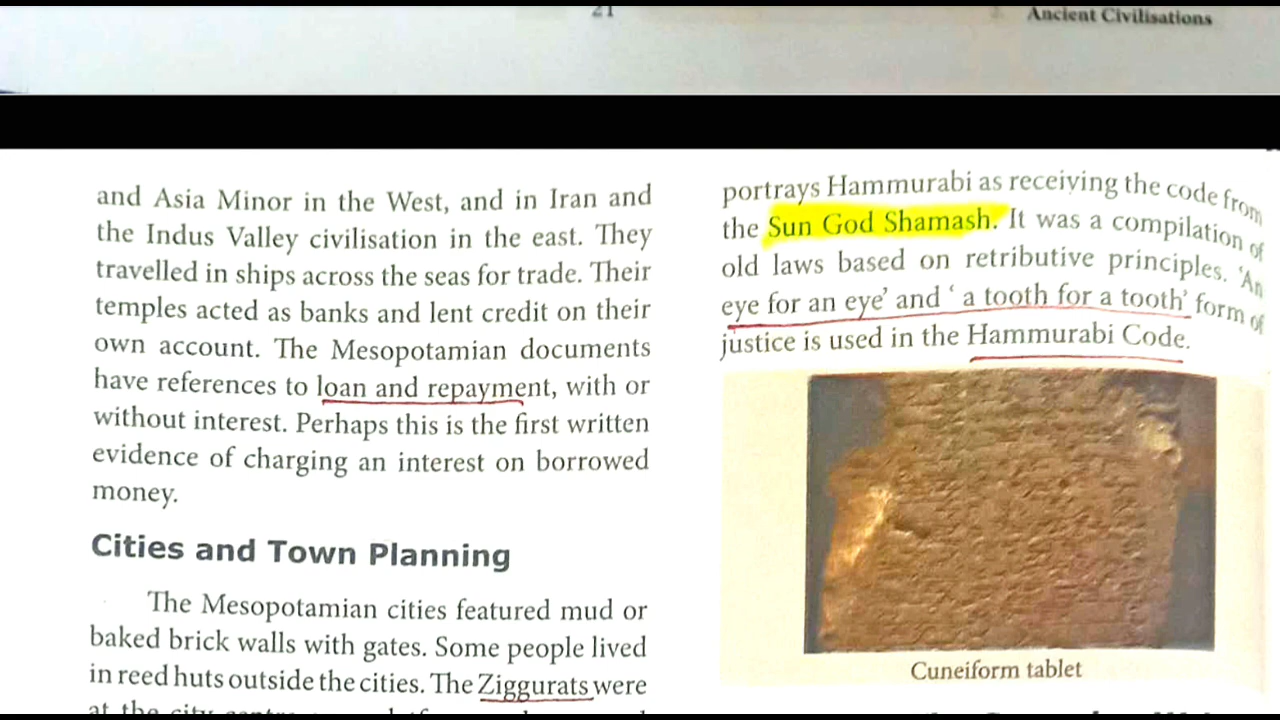 21
Ancient Civilisations
and Asia Minor in the West, and in Iran and
the Indus Valley civilisation in the east. They
travelled in ships across the seas for trade. Their
temples acted as banks and lent credit on their
own account. The Mesopotamian documents
have references to loan and repayment, with or
without interest. Perhaps this is the first written
evidence of charging an interest on borrowed
money.
Cities and Town Planning
The Mesopotamian cities featured mud or
baked brick walls with gates. Some people lived
in reed huts outside the cities. The Ziggurats were
at the city
portrays Hammurabi as receiving the code from
the Sun God Shamash. It was a compilation of
old laws based on retributive principles. 'An
eye for an eye' and ' a tooth for a tooth' form of
justice is used in the Hammurabi Code.
Cuneiform tablet